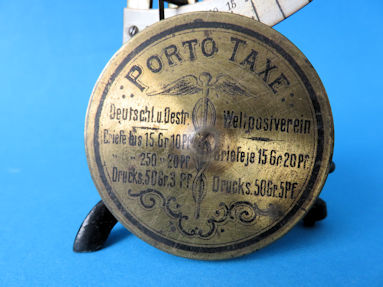 15
PORTO TAXE
Deutschl.u.Oestr. Weltpostverein
Briefe bis 15 Gr 10 Pf Briefe je 15 Gr 20 Pf
" 250 " 20 Pf
Drucks. 50 Gr. 3 Pf Drucks. 50 Gr. 5 Pf